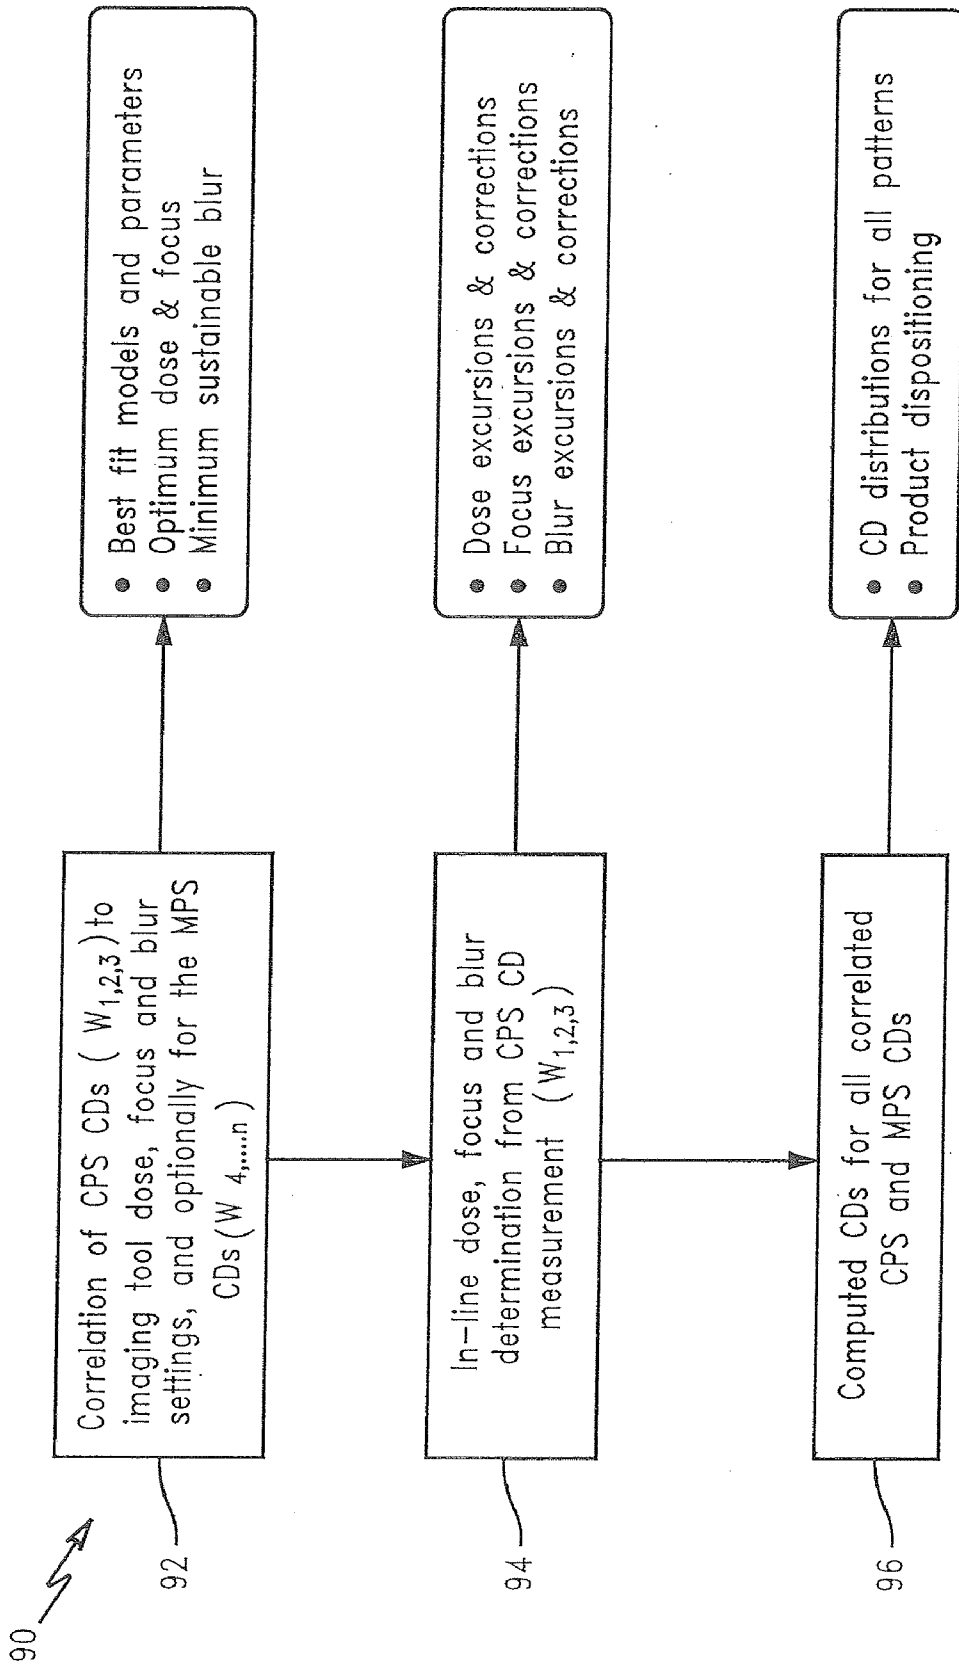 90
92
Correlation of CPS CDs ( W1,2,3) to
imaging tool dose, focus and blur
settings, and optionally for the MPS
CDs (W 4,....n )
● Best fit models and parameters
● Optimum dose & focus
● Minimum sustainable blur
94
In-line dose, focus and blur
determination from CPS CD
measurement (W1,2,3)
● Dose excursions & corrections
● Focus excursions & corrections
● Blur excursions & corrections
96
Computed CDs for all correlated
CPS and MPS CDs
● CD distributions for all patterns
● Product dispositioning